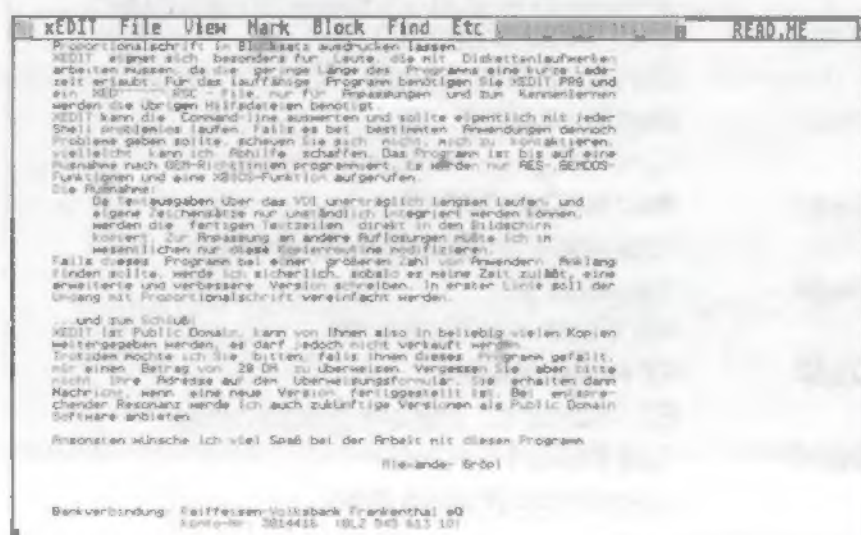 xEDIT File View Mark Block Find Etc READ.ME
Proportionalschrift im Blocksatz ausdrucken lassen.
XEDIT eignet sich besonders für Leute, die mit Diskettenlaufwerken
arbeiten müssen, da die geringe Länge des Programms eine kurze Lade-
zeit erlaubt. Für das lauffähige Programm benötigen Sie XEDIT.PRG und
ein RSC - File, nur für Anpassungen und zum Kennenlernen
werden die übrigen Hilfsdateien benötigt.
XEDIT kann die Command-line auswerten und sollte eigentlich mit jeder
Shell problemlos laufen. Falls es bei bestimmten Anwendungen dennoch
Probleme geben sollte, scheuen Sie sich nicht, mich zu kontaktieren,
vielleicht kann ich Abhilfe schaffen. Das Programm ist bis auf eine
Ausnahme nach GEM-Richtlinien programmiert. Es werden nur AES-, GEMDOS-
Funktionen und eine XBIOS-Funktion aufgerufen.
Die Ausnahme:
Da Textausgaben über das VDI unerträglich langsam laufen, und
eigene Zeichensätze nur umständlich integriert werden können,
werden die fertigen Textzeilen direkt in den Bildschirm
kopiert. Zur Anpassung an andere Auflösungen müßte ich im
wesentlichen nur diese Kopierroutine modifizieren.
Falls dieses Programm bei einer größeren Zahl von Anwendern Anklang
finden sollte, werde ich sicherlich, sobald es meine Zeit zuläßt, eine
erweiterte und verbessere Version schreiben. In erster Linie soll der
Umgang mit Proportionalschrift vereinfacht werden.
...und zum Schluß:
XEDIT ist Public Domain, kann von Ihnen also in beliebig vielen Kopien
weitergegeben werden, es darf jedoch nicht verkauft werden.
Trotzdem möchte ich Sie bitten, falls Ihnen dieses Programm gefällt,
mir einen Betrag von 20 DM zu überweisen. Vergessen Sie aber bitte
nicht Ihre Adresse auf dem Überweisungsformular. Sie erhalten dann
Nachricht, wenn eine neue Version fertiggestellt ist. Bei entspre-
chender Resonanz werde ich auch zukünftige Versionen als Public Domain
Software anbieten.
Ansonsten wünsche ich viel Spaß bei der Arbeit mit diesem Programm
Alexander Gröpl
Bankverbindung: Raiffeisen-Volksbank Frankenthal eG
Konto-Nr. 3814416 (BLZ 545 613 10)